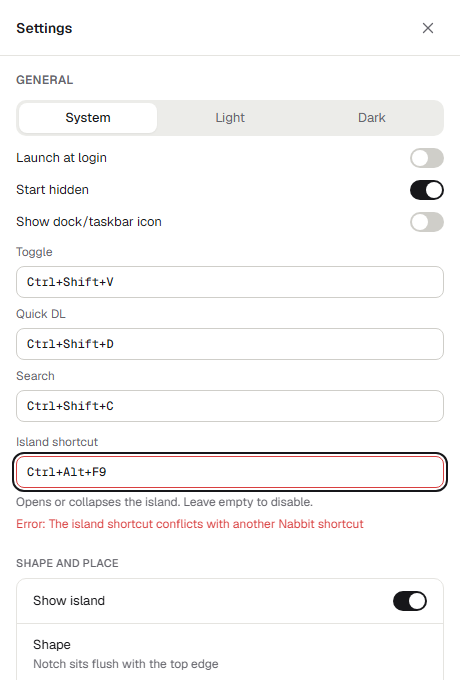 Settings
GENERAL
System
Light
Dark
Launch at login
Start hidden
Show dock/taskbar icon
Toggle
Ctrl+Shift+V
Quick DL
Ctrl+Shift+D
Search
Ctrl+Shift+C
Island shortcut
Ctrl+Alt+F9
Opens or collapses the island. Leave empty to disable.
Error: The island shortcut conflicts with another Nabbit shortcut
SHAPE AND PLACE
Show island
Shape
Notch sits flush with the top edge